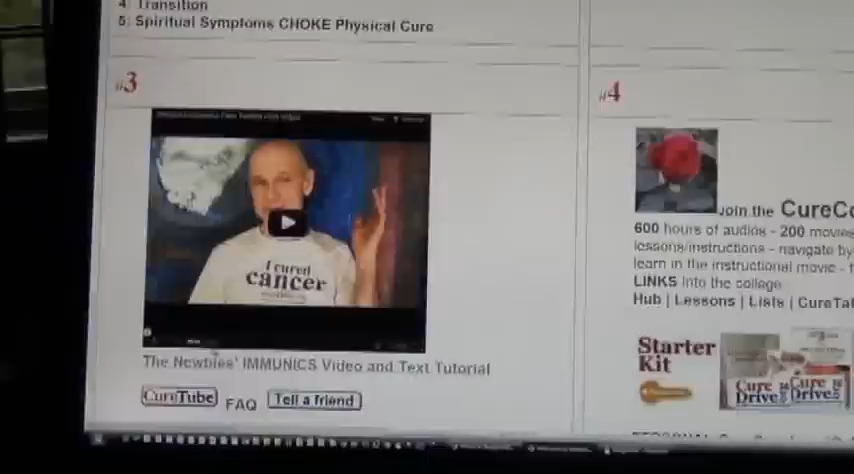 4: Transition
5: Spiritual Symptoms CHOKE Physical Cure
#3
I cured
cancer
The Newbies' IMMUNICS Video and Text Tutorial
CureTube FAQ Tell a friend
#4
Join the CureCo
600 hours of audios - 200 movies
lessons/instructions - navigate by
learn in the instructional movie -
LINKS into the college
Hub | Lessons | Lists | CureTal
Starter
Kit
Cure Cure
Drive Drive